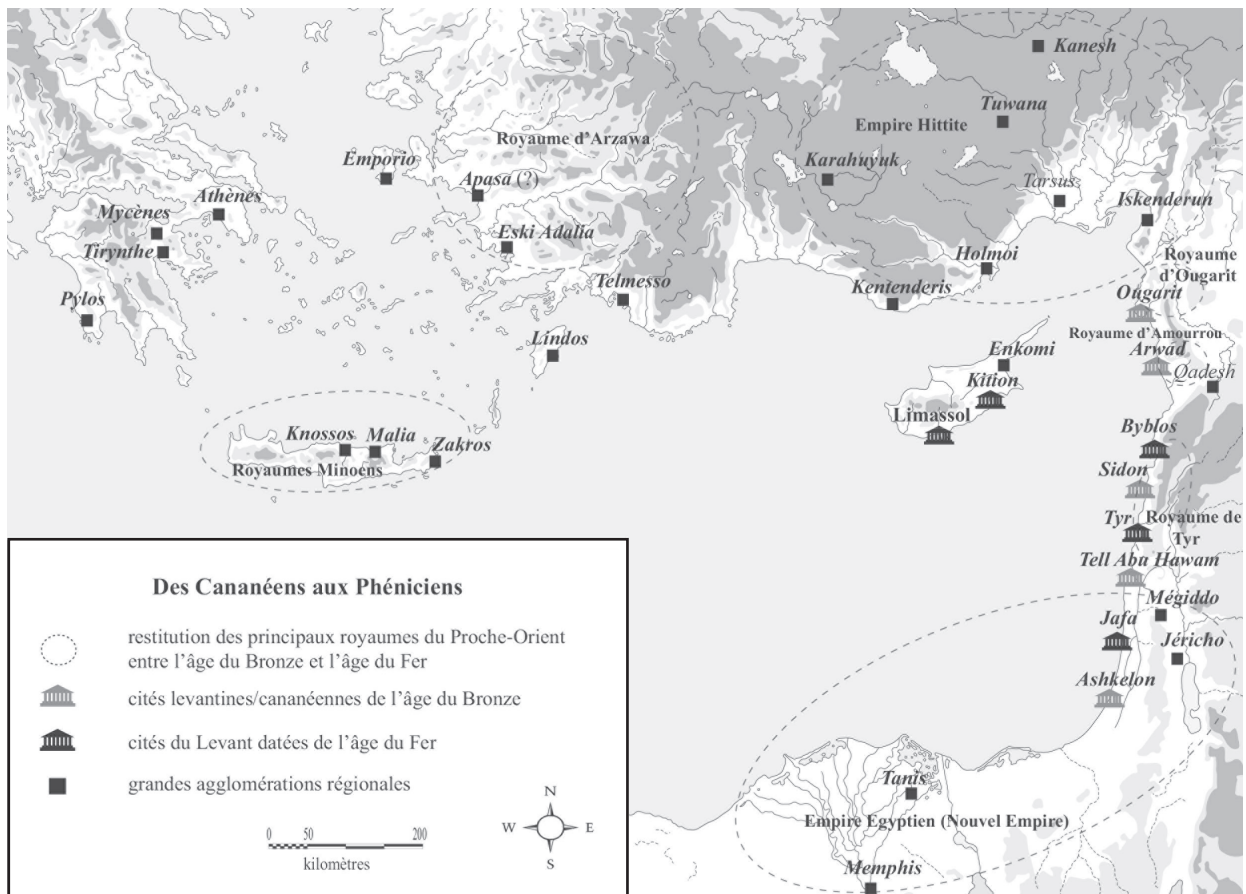 Kanesh
Tuwana
Empire Hittite
Royaume d'Arzawa
Emporio
Karahuyuk
Apasa (?)
Tarsus
Athènes
Iskenderun
Mycènes
Eski Adalia
Tirynthe
Holmoi
Royaume
d'Ougarit
Telmesso
Kentenderis
Ougarit
Pylos
Lindos
Royaume d'Amourrou
Enkomi
Arwad
Qadesh
Kition
Limassol
Byblos
Knossos
Malia
Zakros
Royaumes Minoens
Sidon
Tyr
Royaume de
Tyr
Tell Abu Hawam
Mégiddo
Jafa
Jéricho
Ashkelon
Tanis
Empire Egyptien (Nouvel Empire)
Memphis
Des Cananéens aux Phéniciens
restitution des principaux royaumes du Proche-Orient
entre l'âge du Bronze et l'âge du Fer
cités levantines/cananéennes de l'âge du Bronze
cités du Levant datées de l'âge du Fer
grandes agglomérations régionales
0 50 200
kilomètres
N
W E
S